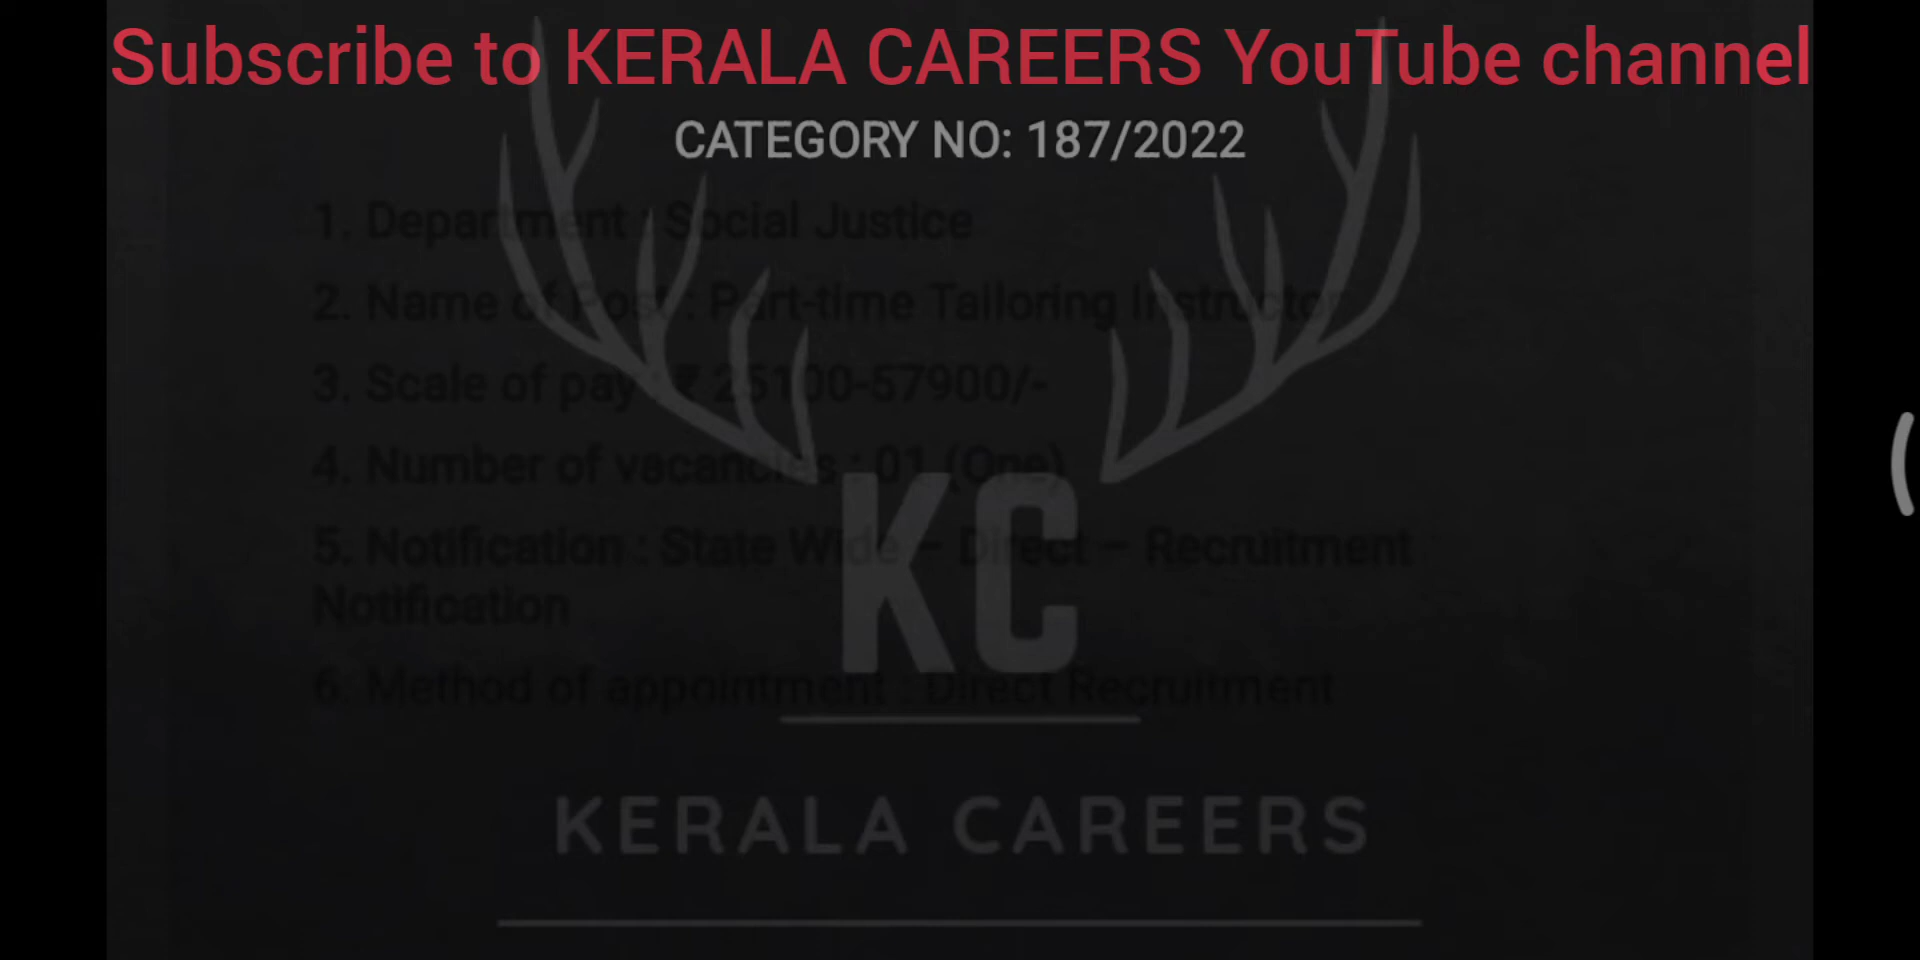 Subscribe to KERALA CAREERS YouTube channel
CATEGORY NO: 187/2022
1. Department : Social Justice
2. Name of Post : Part-time Tailoring Instructor
3. Scale of pay : ₹ 25100-57900/-
4. Number of vacancies : 01 (One)
5. Notification : State Wide – Direct – Recruitment
Notification
6. Method of appointment : Direct Recruitment
KC
KERALA CAREERS